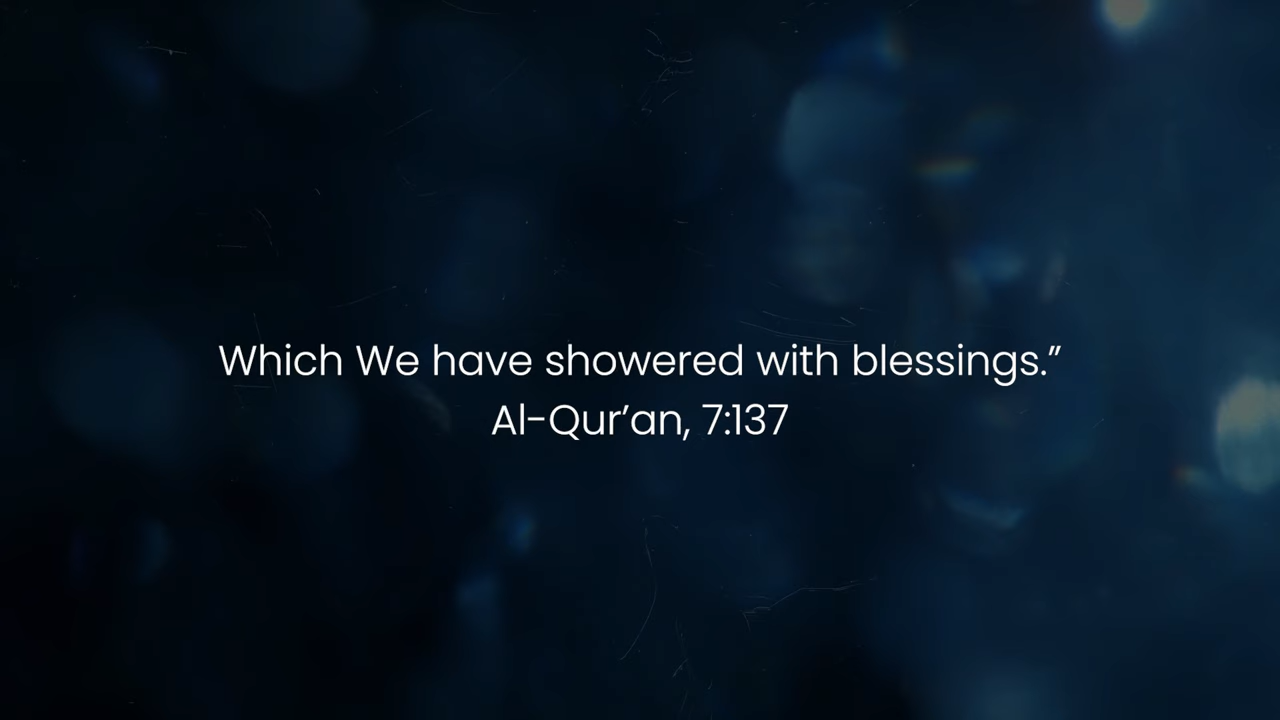 Which We have showered with blessings.”
Al-Qur’an, 7:137